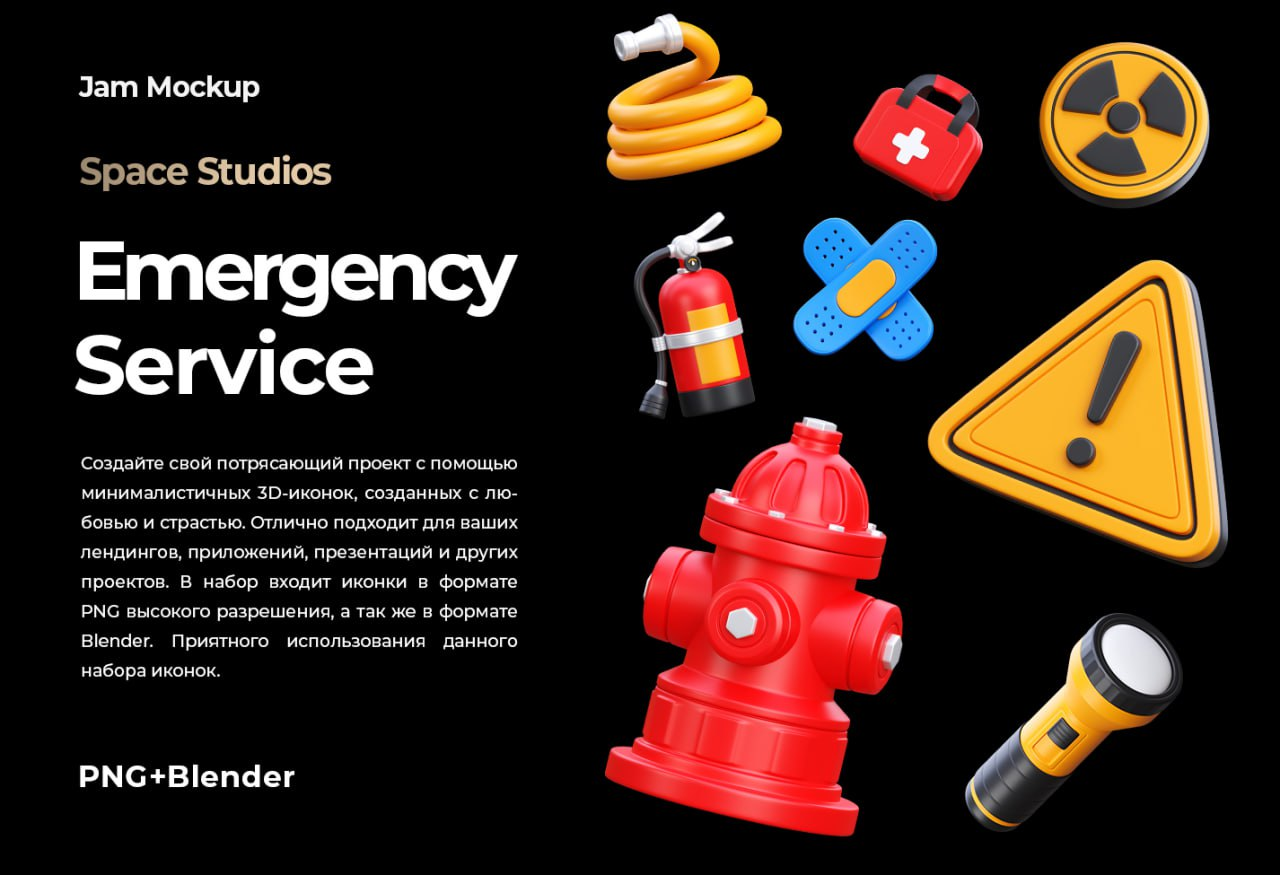 Jam Mockup
Space Studios
Emergency
Service
Создайте свой потрясающий проект с помощью
минималистичных 3D-иконок, созданных с лю-
бовью и страстью. Отлично подходит для ваших
лендингов, приложений, презентаций и других
проектов. В набор входит иконки в формате
PNG высокого разрешения, а так же в формате
Blender. Приятного использования данного
набора иконок.
PNG+Blender